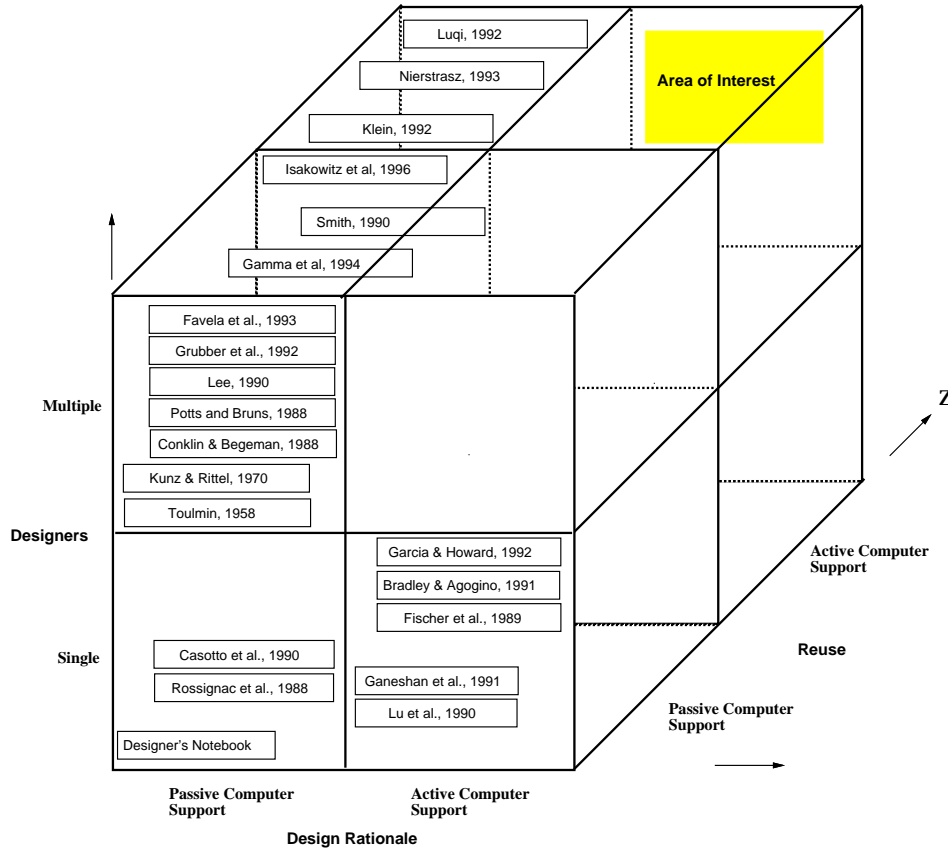 Luqi, 1992
Nierstrasz, 1993
Area of Interest
Klein, 1992
Isakowitz et al, 1996
Smith, 1990
Gamma et al, 1994
Favela et al., 1993
Grubber et al., 1992
Lee, 1990
Multiple
Potts and Bruns, 1988
Z
Conklin & Begeman, 1988
Kunz & Rittel, 1970
Toulmin, 1958
Designers
Garcia & Howard, 1992
Active Computer
Support
Bradley & Agogino, 1991
Fischer et al., 1989
Single
Casotto et al., 1990
Reuse
Rossignac et al., 1988
Ganeshan et al., 1991
Lu et al., 1990
Passive Computer
Support
Designer's Notebook
Passive Computer
Support
Active Computer
Support
Design Rationale